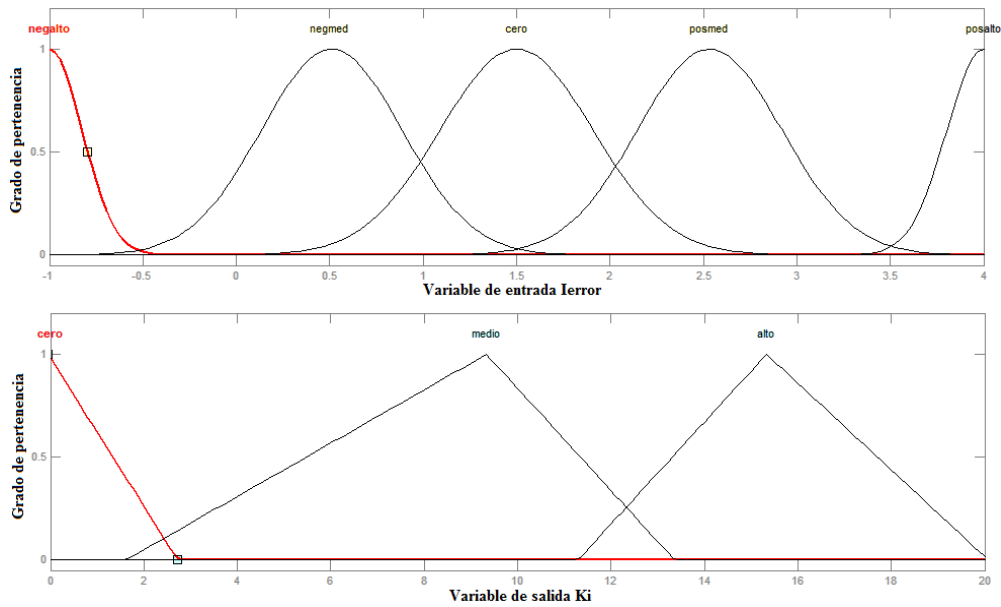 negalto negmed cero posmed posalto
1
0.5
0
-1 -0.5 0 0.5 1 1.5 2 2.5 3 3.5 4
Grado de pertenencia
Variable de entrada Ierror
cero medio alto
1
0.5
0
0 2 4 6 8 10 12 14 16 18 20
Grado de pertenencia
Variable de salida Ki